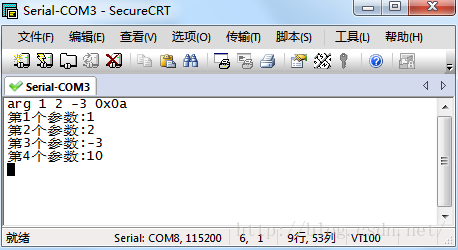 Serial-COM3 - SecureCRT
文件(F) 编辑(E) 查看(V) 选项(O) 传输(T) 脚本(S) 工具(L) 帮助(H)
Serial-COM3
arg 1 2 -3 0x0a
第1个参数:1
第2个参数:2
第3个参数:-3
第4个参数:10
http://blog.csdn.net/
就绪 Serial: COM8, 115200 6, 1 9行, 53列 VT100